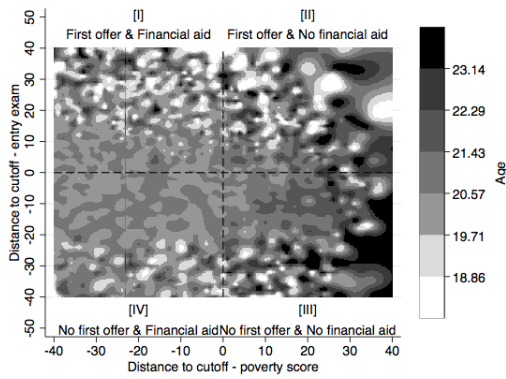 [I] [II]
First offer & Financial aid First offer & No financial aid
50
40
30
20
10
0
-10
-20
-30
-40
-50
Distance to cutoff - entry exam
23.14
22.29
21.43
20.57
19.71
18.86
Age
[IV] [III]
No first offer & Financial aid No first offer & No financial aid
-40 -30 -20 -10 0 10 20 30 40
Distance to cutoff - poverty score